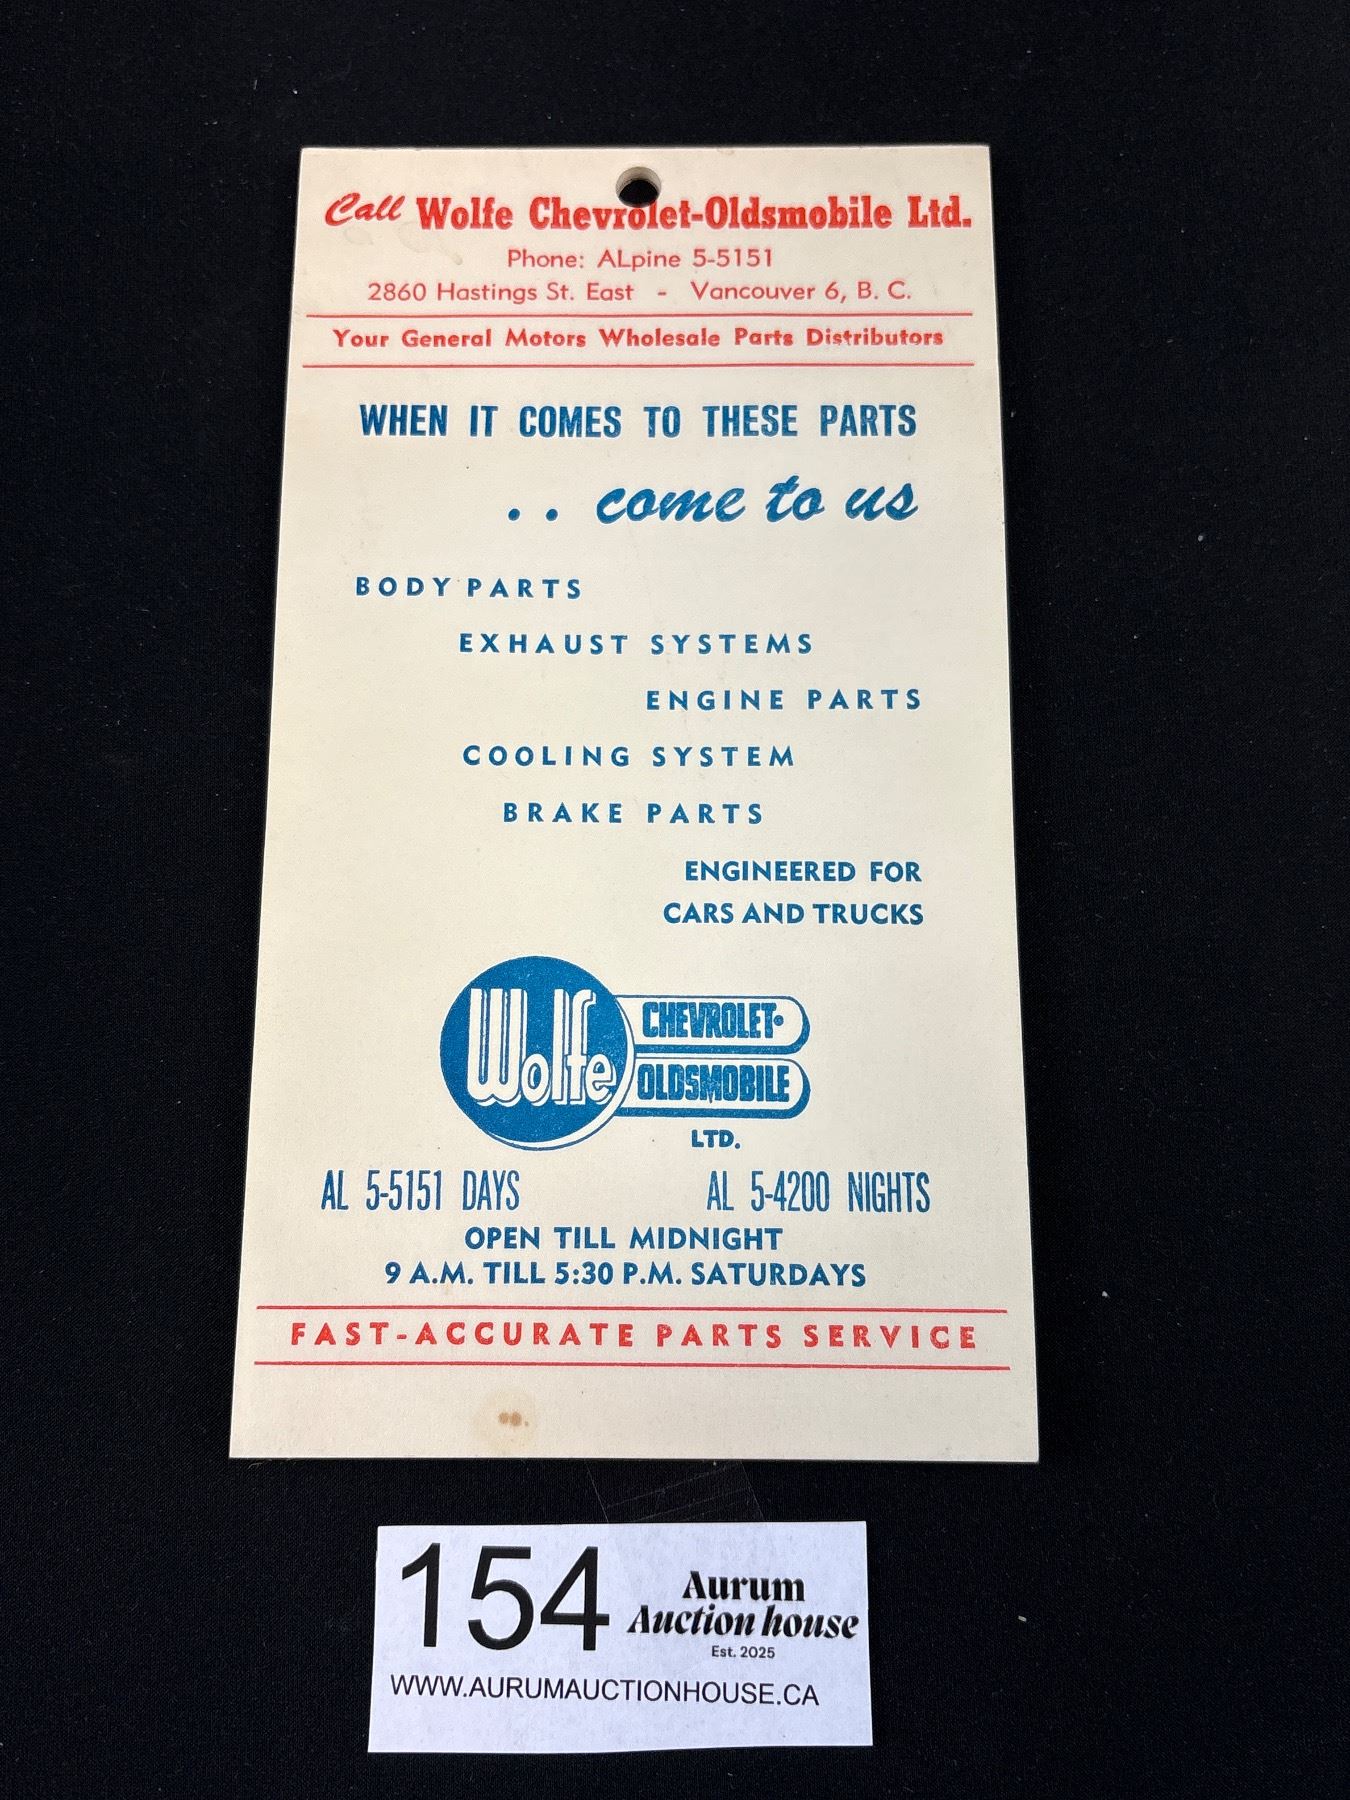 Call Wolfe Chevrolet-Oldsmobile Ltd.
Phone: ALpine 5-5151
2860 Hastings St. East - Vancouver 6, B. C.
Your General Motors Wholesale Parts Distributors
WHEN IT COMES TO THESE PARTS
. . come to us
BODY PARTS
EXHAUST SYSTEMS
ENGINE PARTS
COOLING SYSTEM
BRAKE PARTS
ENGINEERED FOR
CARS AND TRUCKS
Wolfe
CHEVROLET-
OLDSMOBILE
LTD.
AL 5-5151 DAYS AL 5-4200 NIGHTS
OPEN TILL MIDNIGHT
9 A.M. TILL 5:30 P.M. SATURDAYS
FAST-ACCURATE PARTS SERVICE
154
Aurum
Auction house
Est. 2025
WWW.AURUMAUCTIONHOUSE.CA